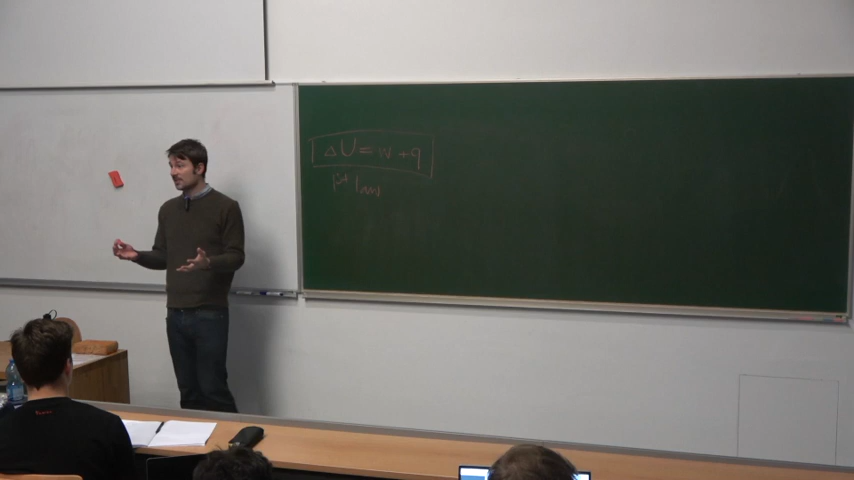 ΔU = w + q
1st law